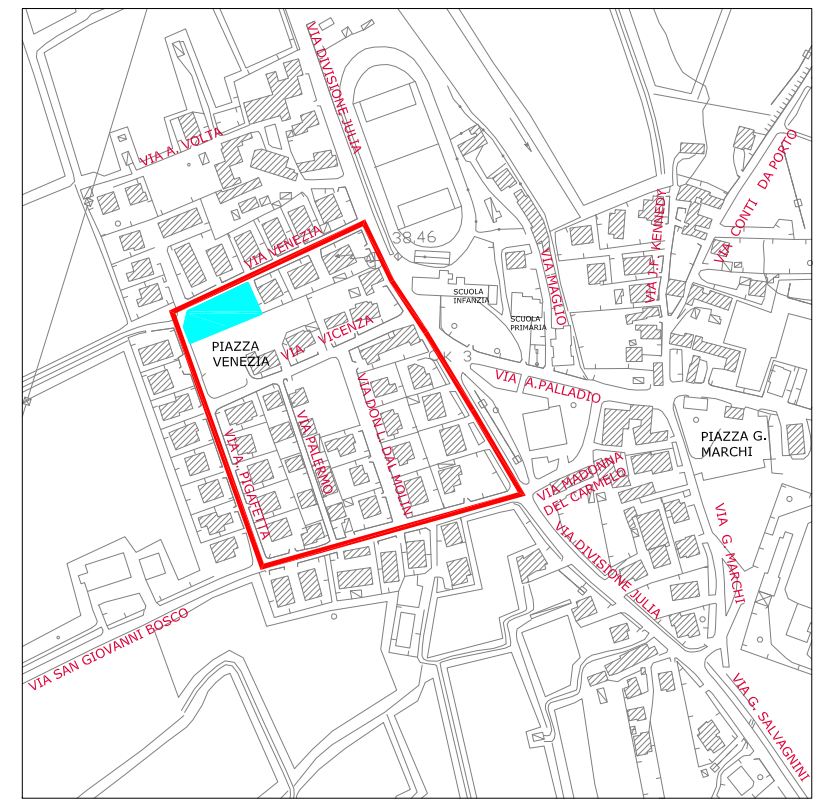 VIA DIVISIONE JULIA
VIA A. VOLTA
VIA CONTI DA PORTO
VIA J.F. KENNEDY
VIA VENEZIA
38.46
VIA MAGLIO
SCUOLA
INFANZIA
SCUOLA
PRIMARIA
PIAZZA
VENEZIA
VIA VICENZA
K 3
VIA A.PALLADIO
VIA DON L. DAL MOLIN
VIA PALERMO
VIA A. PIGAFETTA
PIAZZA G.
MARCHI
VIA MADONNA
DEL CARMELO
VIA G. MARCHI
VIA DIVISIONE JULIA
VIA SAN GIOVANNI BOSCO
VIA G. SALVAGNINI